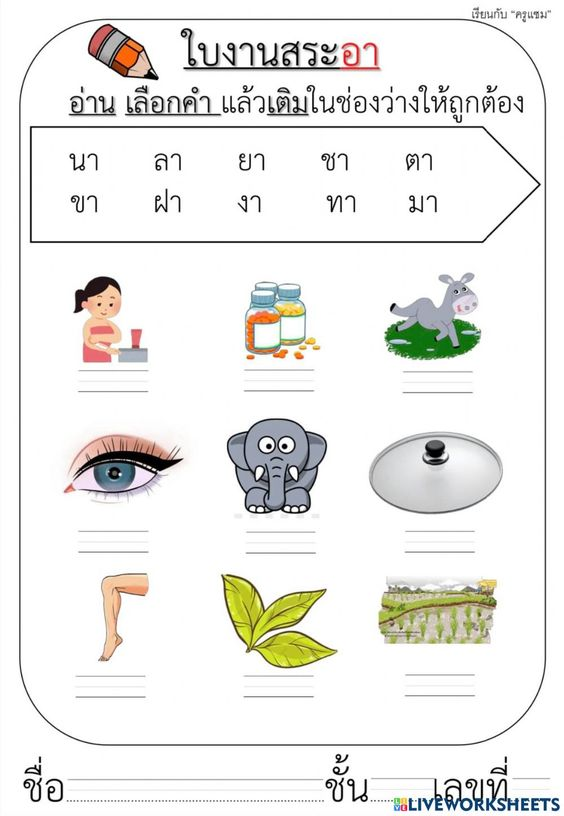 เรียนกับ “ครูแซม”
ใบงานสระอา
อ่าน เลือกคำ แล้วเติมในช่องว่างให้ถูกต้อง
นา ลา ยา ชา ตา
ขา ฝา งา ทา มา
ชื่อ ชั้น เลขที่
LIVEWORKSHEETS